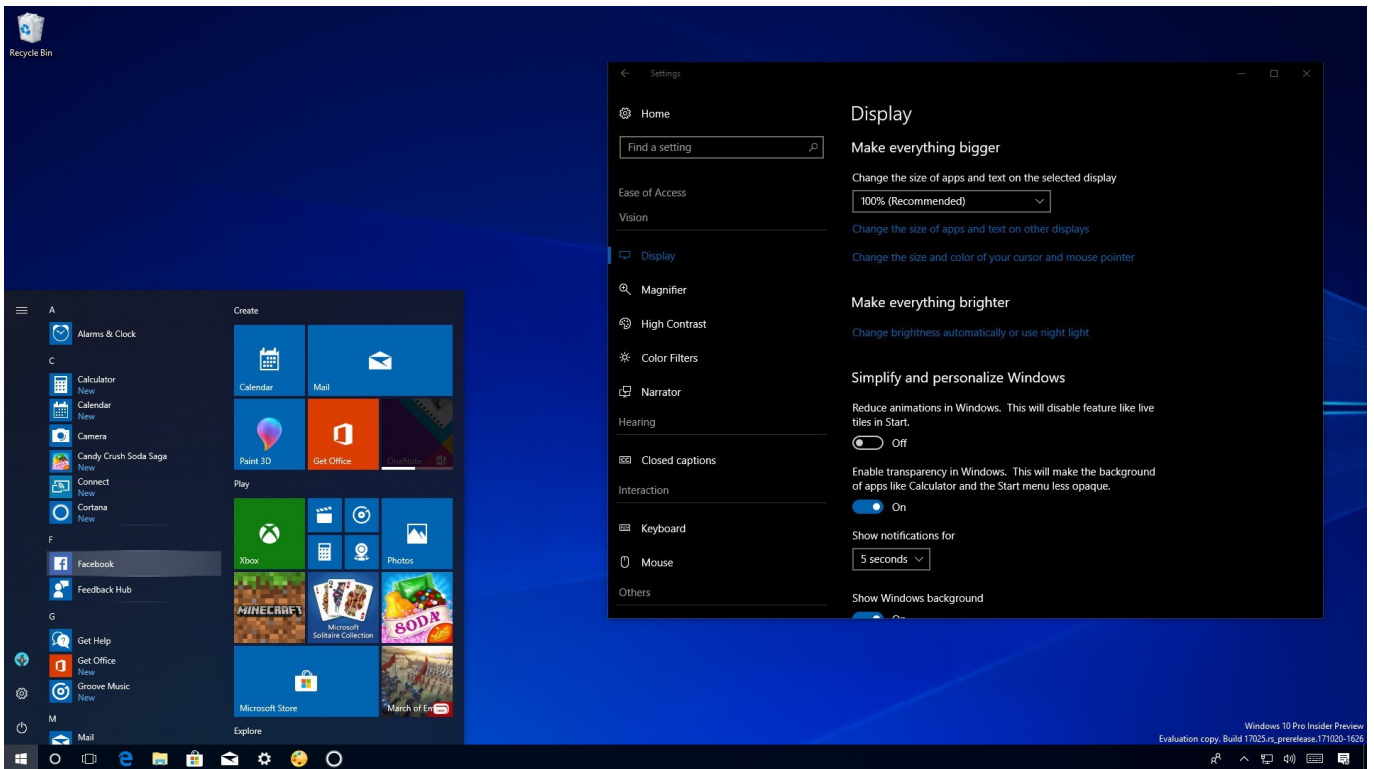 Recycle Bin
A
Alarms & Clock
C
Calculator
New
Calendar
New
Camera
Candy Crush Soda Saga
New
Connect
New
Cortana
New
F
Facebook
Feedback Hub
G
Get Help
Get Office
New
Groove Music
New
M
Mail
Create
Calendar
Mail
Paint 3D
Get Office
OneNote
Play
Xbox
Photos
MINECRAFT
Microsoft
Solitaire Collection
SODA
Microsoft Store
March of Em
Explore
Settings
Home
Find a setting
Ease of Access
Vision
Display
Magnifier
High Contrast
Color Filters
Narrator
Hearing
Closed captions
Interaction
Keyboard
Mouse
Others
Display
Make everything bigger
Change the size of apps and text on the selected display
100% (Recommended)
Change the size of apps and text on other displays
Change the size and color of your cursor and mouse pointer
Make everything brighter
Change brightness automatically or use night light
Simplify and personalize Windows
Reduce animations in Windows. This will disable feature like live
tiles in Start.
Off
Enable transparency in Windows. This will make the background
of apps like Calculator and the Start menu less opaque.
On
Show notifications for
5 seconds
Show Windows background
On
Windows 10 Pro Insider Preview
Evaluation copy. Build 17025.rs_prerelease.171020-1626